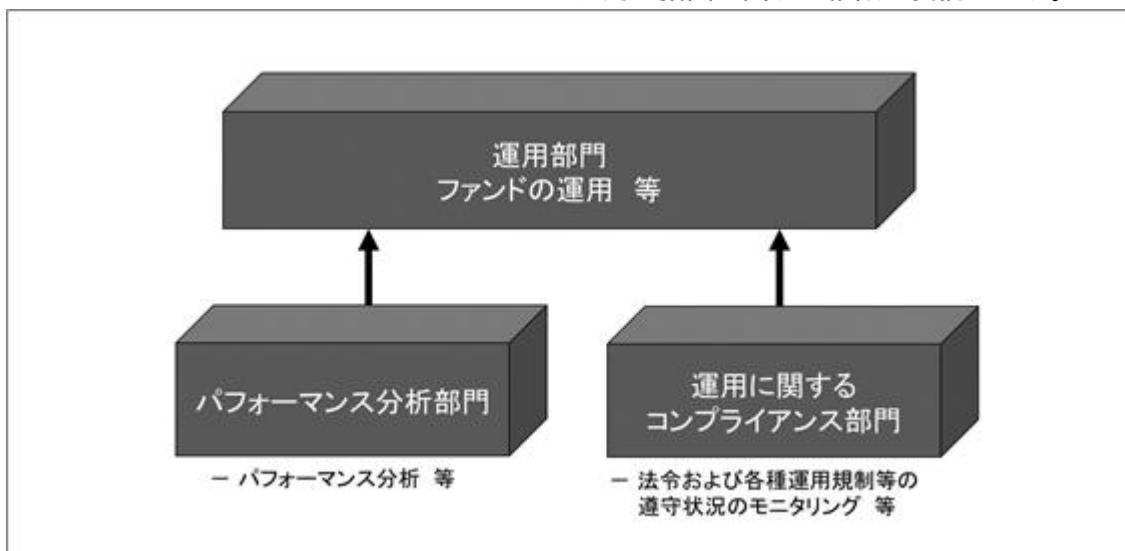 運用部門
ファンドの運用 等
パフォーマンス分析部門
－ パフォーマンス分析 等
運用に関する
コンプライアンス部門
－ 法令および各種運用規制等の
遵守状況のモニタリング 等